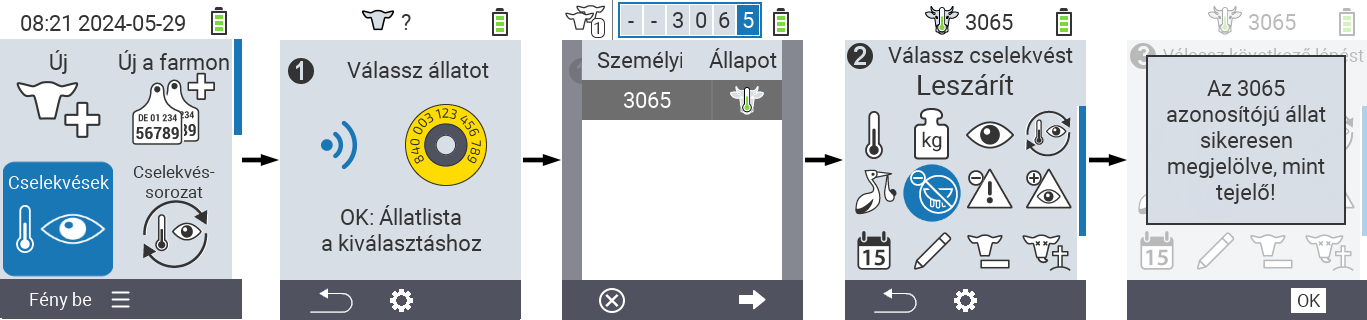 08:21 2024-05-29
Új
Új a farmon
DE 01 234
56789
39
Cselekvések
Cselekvés-
sorozat
Fény be
?
1
Válassz állatot
840 003 123 456 789
OK: Állatlista
a kiválasztáshoz
1
- - 3 0 6 5
Személyi
Állapot
3065
3065
2
Válassz cselekvést
Leszárít
kg
15
3065
3 Válassz következő lépést
Az 3065
azonosítójú állat
sikeresen
megjelölve, mint
tejelő!
15
OK